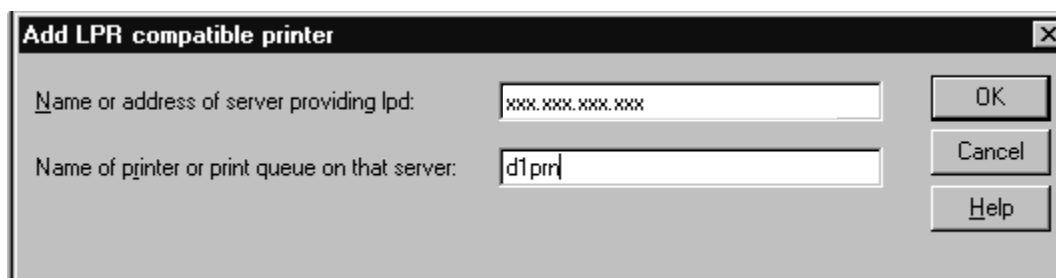 Add LPR compatible printer
Name or address of server providing lpd: xxx.xxx.xxx.xxx OK
Name of printer or print queue on that server: d1prn Cancel
Help